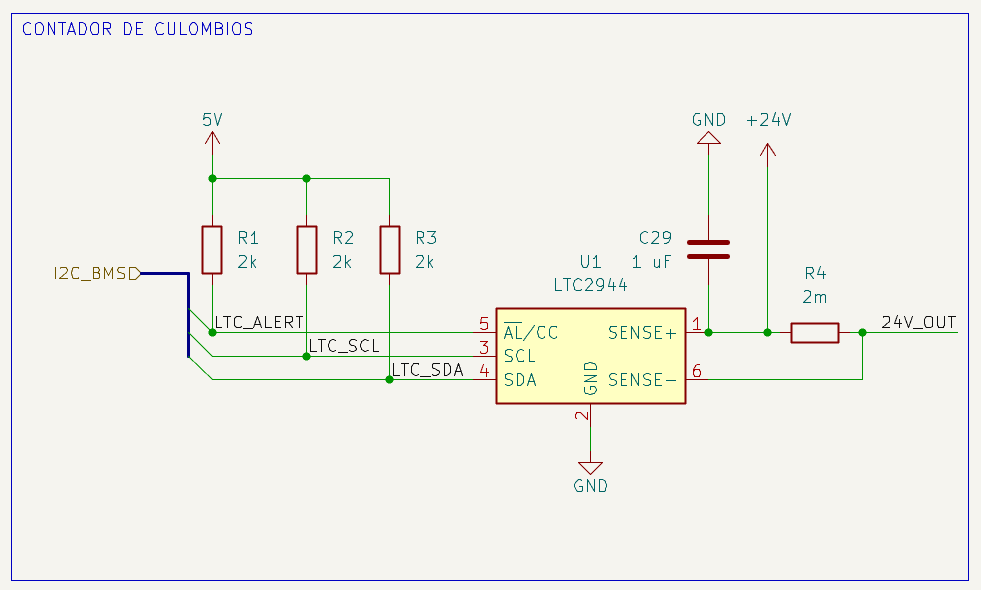 CONTADOR DE CULOMBIOS
5V
GND
+24V
R1
2k
R2
2k
R3
2k
C29
1 uF
I2C_BMS
U1
LTC2944
R4
2m
LTC_ALERT
LTC_SCL
LTC_SDA
5
3
4
AL/CC
SCL
SDA
GND
SENSE+
SENSE-
1
6
2
24V_OUT
GND